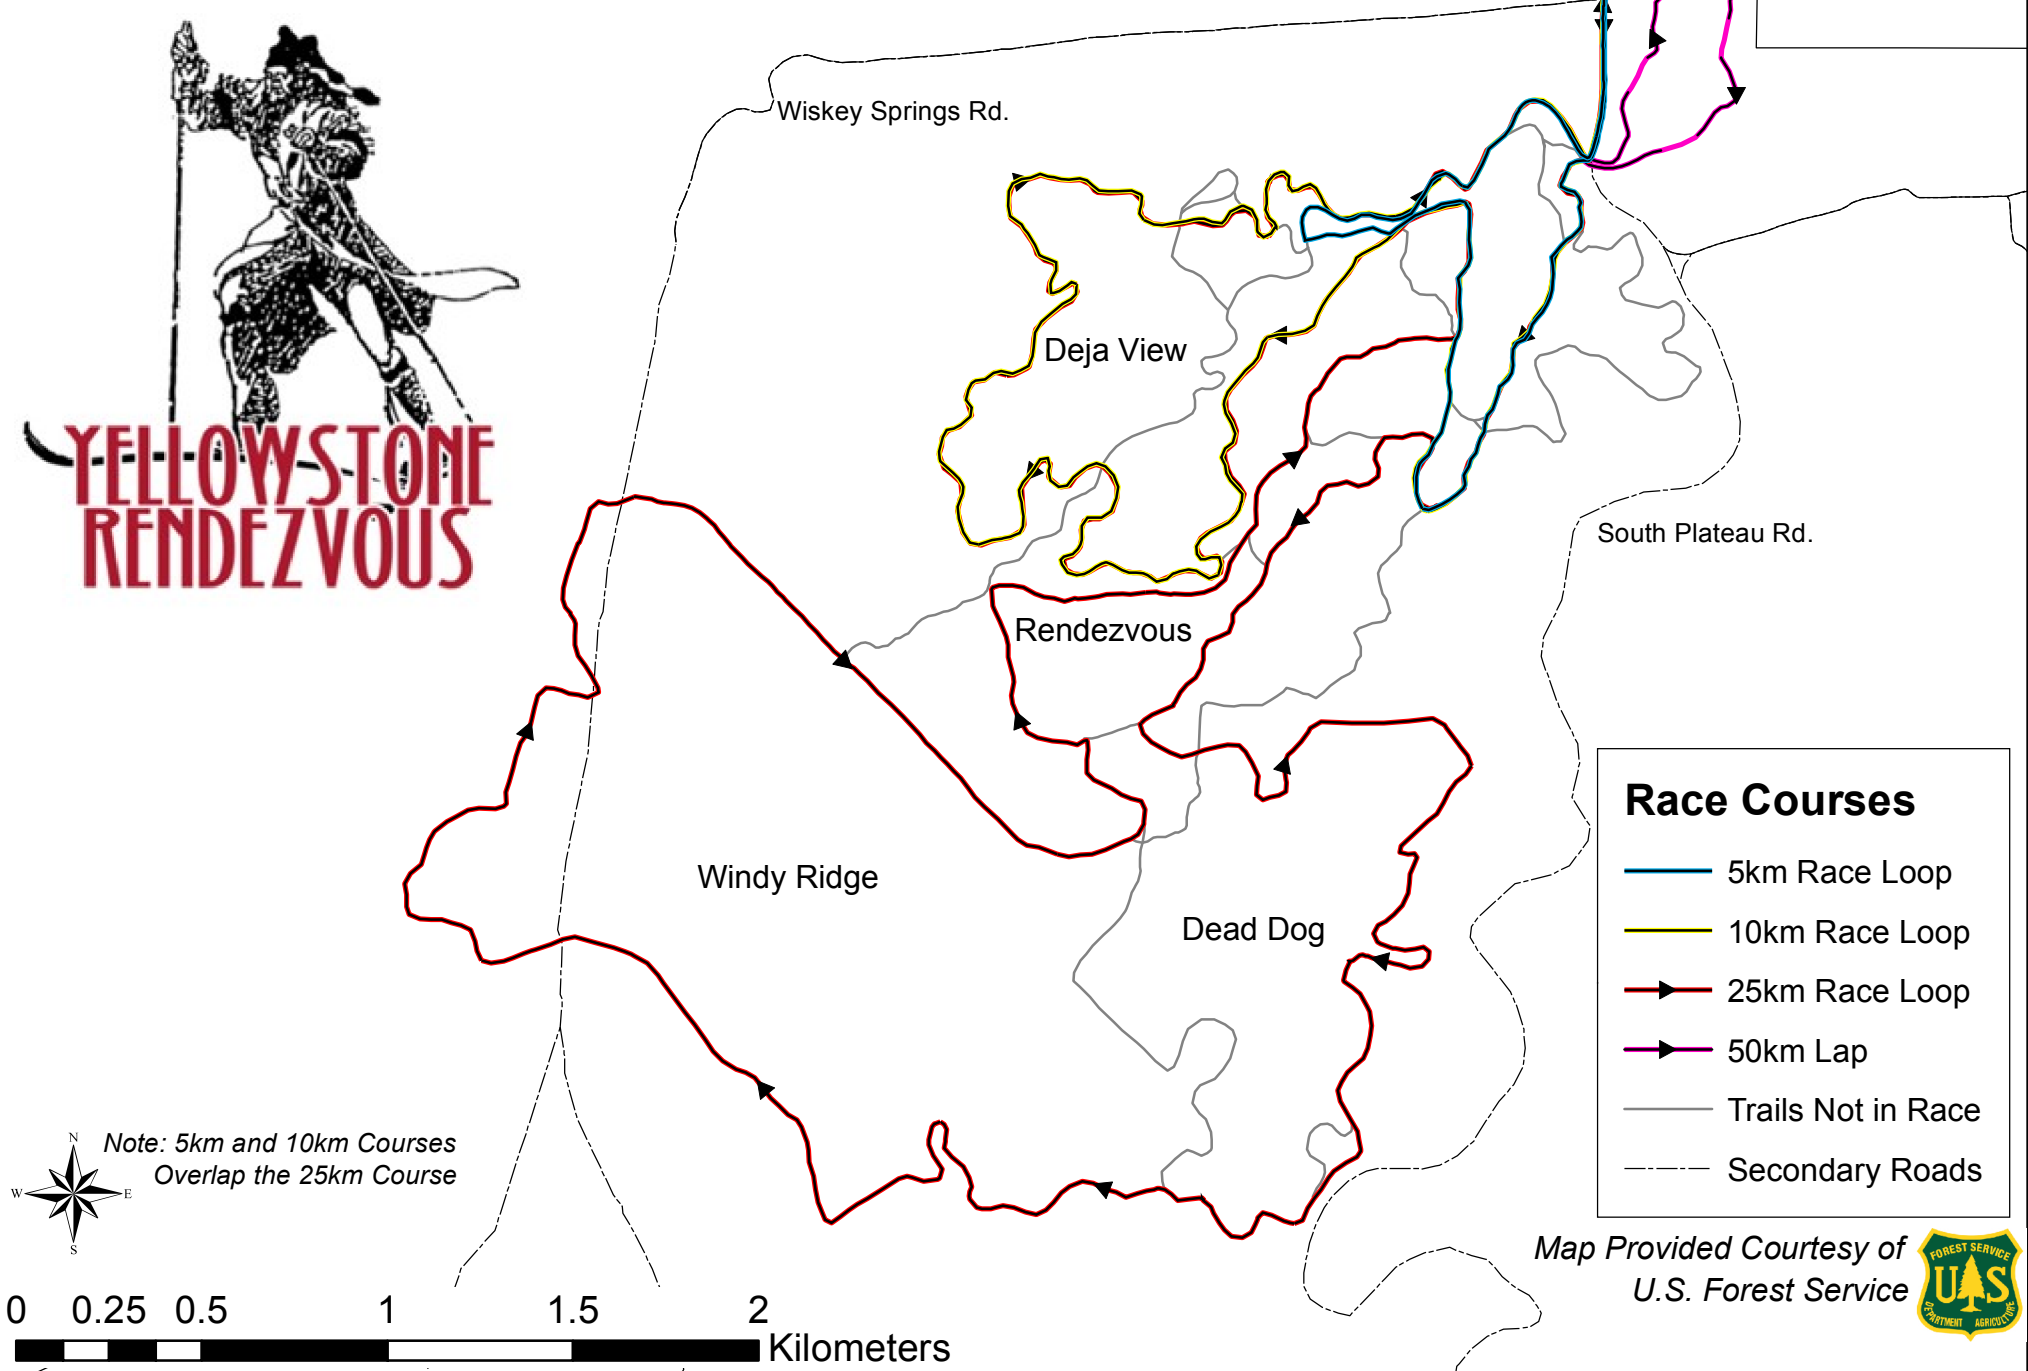 Wiskey Springs Rd.
Deja View
YELLOWSTONE
RENDEZVOUS
South Plateau Rd.
Rendezvous
Windy Ridge
Dead Dog
Race Courses
5km Race Loop
10km Race Loop
25km Race Loop
50km Lap
Trails Not in Race
Secondary Roads
N
W
E
S
Note: 5km and 10km Courses
Overlap the 25km Course
Map Provided Courtesy of
U.S. Forest Service
FOREST SERVICE
U S
DEPARTMENT AGRICULTURE
0 0.25 0.5 1 1.5 2
Kilometers